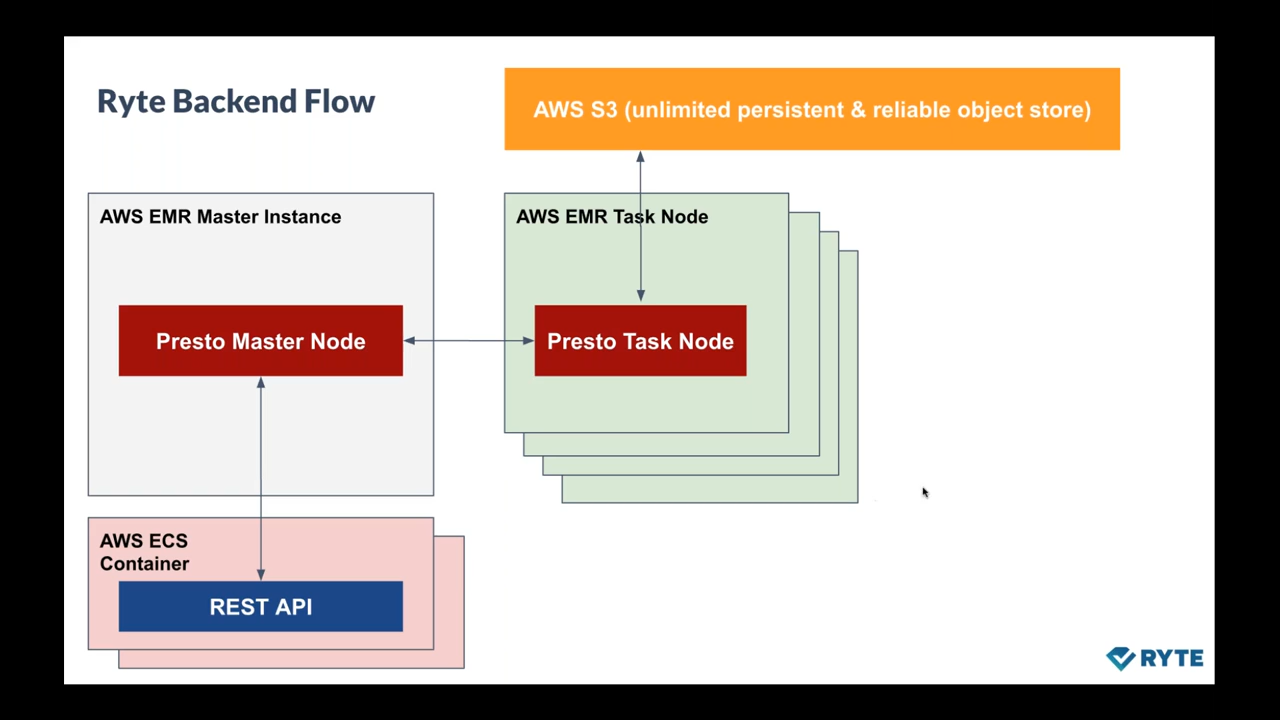 Ryte Backend Flow
AWS S3 (unlimited persistent & reliable object store)
AWS EMR Master Instance
AWS EMR Task Node
Presto Master Node
Presto Task Node
AWS ECS
Container
REST API
RYTE